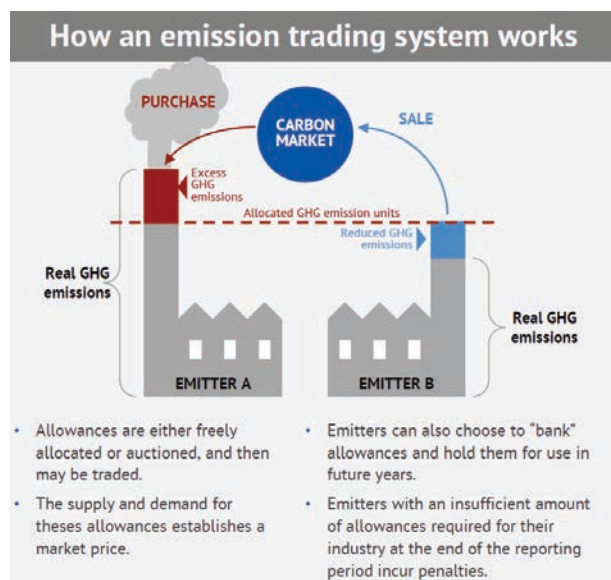 How an emission trading system works
PURCHASE
CARBON
MARKET
SALE
Excess
GHG
emissions
Allocated GHG emission units
Reduced GHG
emissions
Real GHG
emissions
Real GHG
emissions
EMITTER A
EMITTER B
• Allowances are either freely
allocated or auctioned, and then
may be traded.
• The supply and demand for
theses allowances establishes a
market price.
• Emitters can also choose to “bank”
allowances and hold them for use in
future years.
• Emitters with an insufficient amount
of allowances required for their
industry at the end of the reporting
period incur penalties.